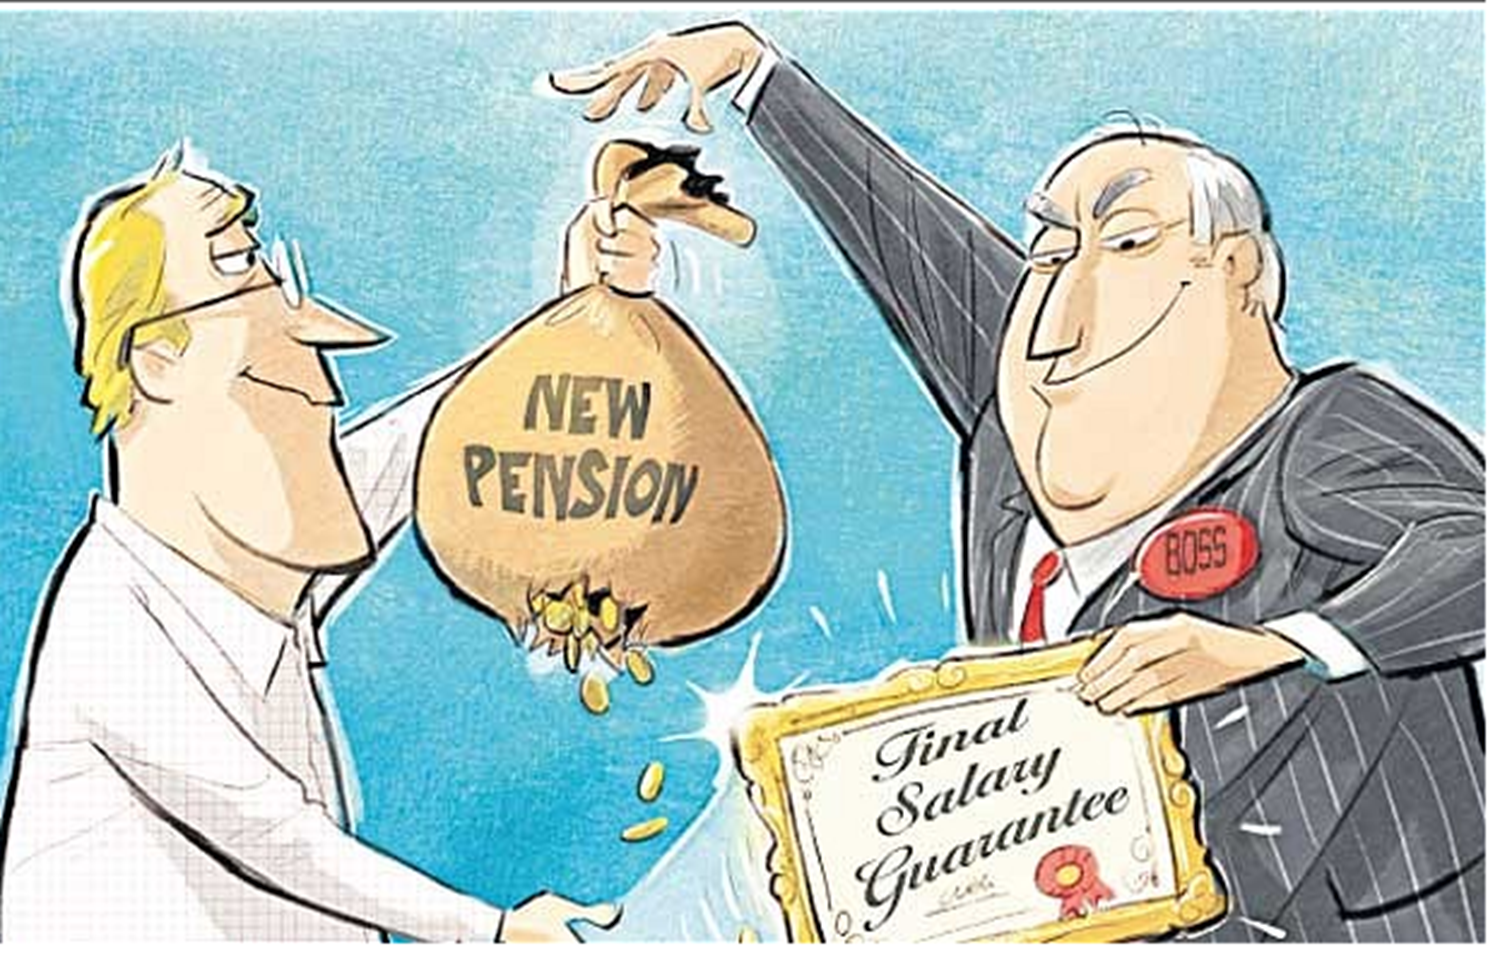 NEW
PENSION
BOSS
Final
Salary
Guarantee